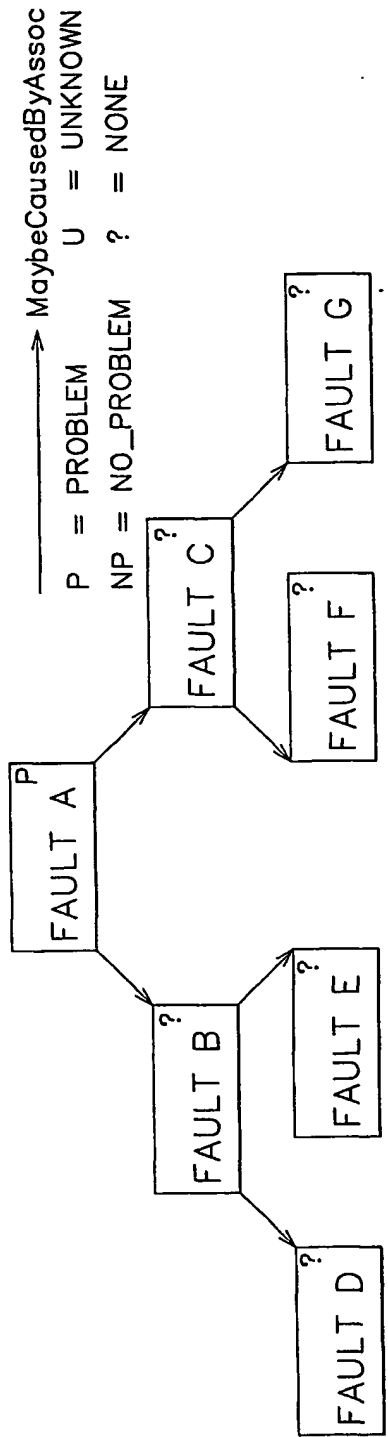 MaybeCausedByAssoc
P = PROBLEM U = UNKNOWN
NP = NO_PROBLEM ? = NONE
P
FAULT A
?
FAULT B
?
FAULT C
?
FAULT D
?
FAULT E
?
FAULT F
?
FAULT G